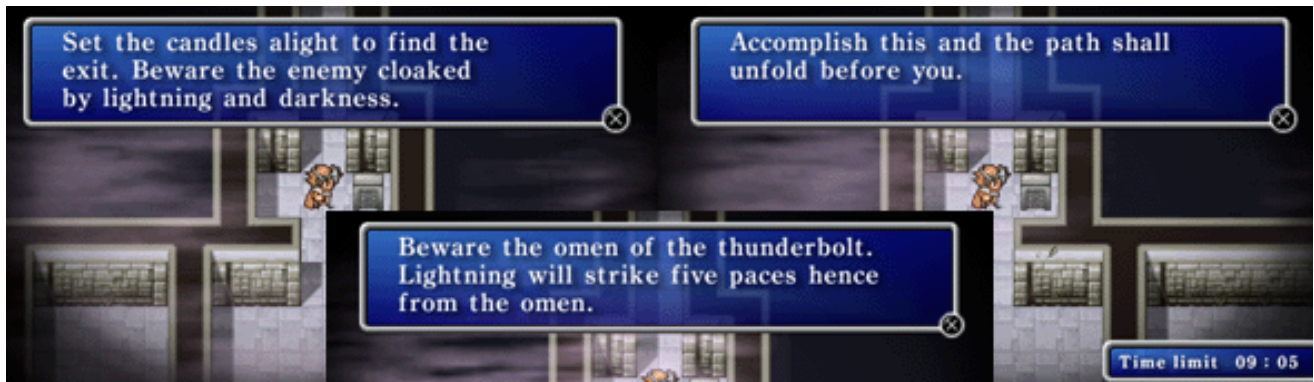 Set the candles alight to find the
exit. Beware the enemy cloaked
by lightning and darkness.
Accomplish this and the path shall
unfold before you.
Beware the omen of the thunderbolt.
Lightning will strike five paces hence
from the omen.
Time limit 09:05